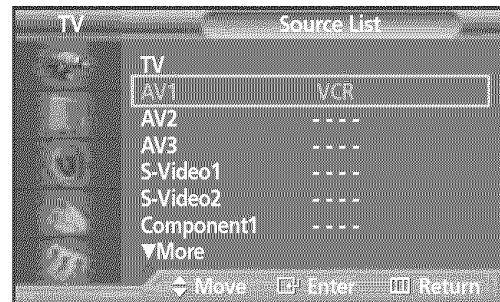 TV Source List
TV
AV1 VCR
AV2 - - - -
AV3 - - - -
S-Video1 - - - -
S-Video2 - - - -
Component1 - - - -
▼More
Move Enter Return